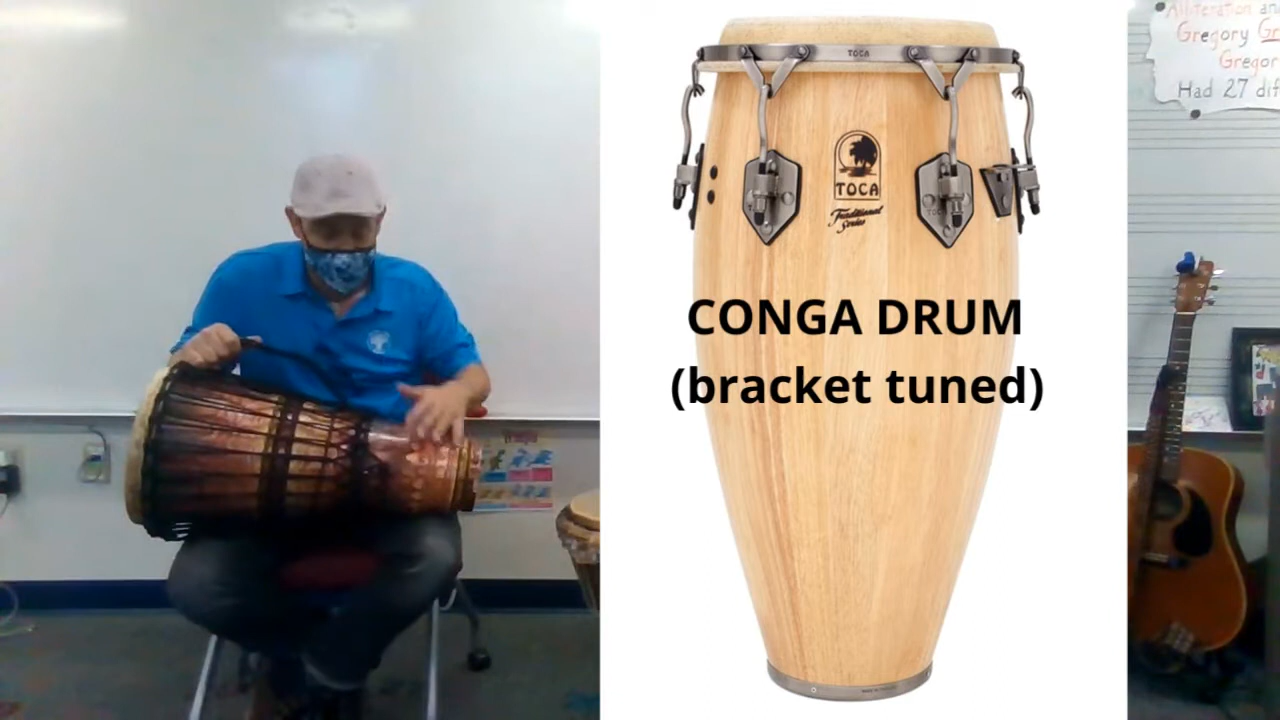 TOCA
TOCA
Traditional
Series
CONGA DRUM
(bracket tuned)
Alliteration an
Gregory Gr
Gregor
Had 27 dif